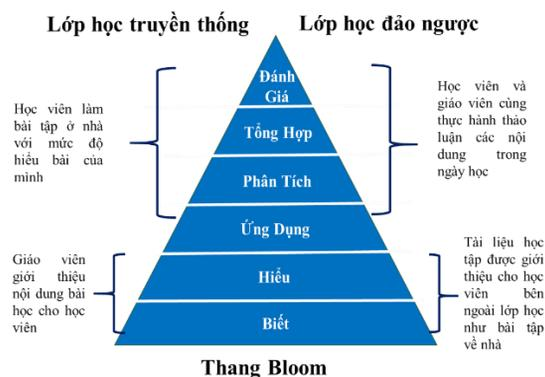 Lớp học truyền thống
Lớp học đảo ngược
Đánh
Giá
Tổng Hợp
Phân Tích
Ứng Dụng
Hiểu
Biết
Học viên làm
bài tập ở nhà
với mức độ
hiểu bài của
mình
Giáo viên
giới thiệu
nội dung bài
học cho học
viên
Học viên và
giáo viên cùng
thực hành thảo
luận các nội
dung trong
ngày học
Tài liệu học
tập được giới
thiệu cho học
viên bên
ngoài lớp học
như bài tập
về nhà
Thang Bloom